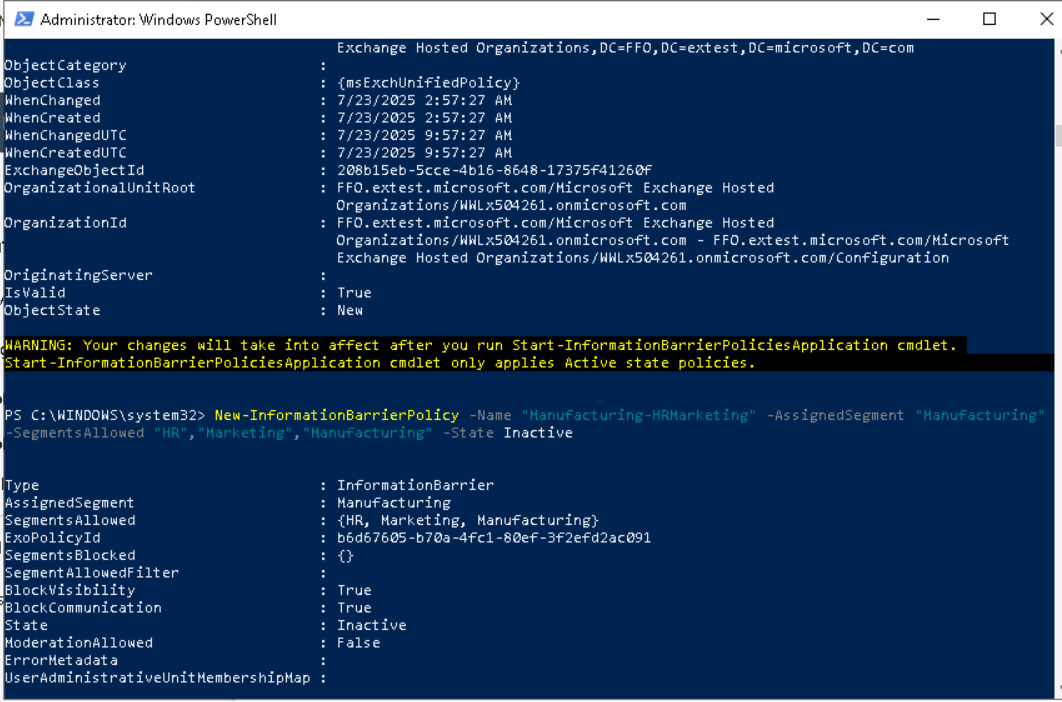 Administrator: Windows PowerShell
Exchange Hosted Organizations,DC=FFO,DC=extest,DC=microsoft,DC=com
ObjectCategory :
ObjectClass : {msExchUnifiedPolicy}
WhenChanged : 7/23/2025 2:57:27 AM
WhenCreated : 7/23/2025 2:57:27 AM
WhenChangedUTC : 7/23/2025 9:57:27 AM
WhenCreatedUTC : 7/23/2025 9:57:27 AM
ExchangeObjectId : 208b15eb-5cce-4b16-8648-17375f41260f
OrganizationalUnitRoot : FFO.extest.microsoft.com/Microsoft Exchange Hosted
Organizations/WWLx504261.onmicrosoft.com
OrganizationId : FFO.extest.microsoft.com/Microsoft Exchange Hosted
Organizations/WWLx504261.onmicrosoft.com - FFO.extest.microsoft.com/Microsoft
Exchange Hosted Organizations/WWLx504261.onmicrosoft.com/Configuration
OriginatingServer :
IsValid : True
ObjectState : New
WARNING: Your changes will take into affect after you run Start-InformationBarrierPoliciesApplication cmdlet.
Start-InformationBarrierPoliciesApplication cmdlet only applies Active state policies.
PS C:\WINDOWS\system32> New-InformationBarrierPolicy -Name "Manufacturing-HRMarketing" -AssignedSegment "Manufacturing"
-SegmentsAllowed "HR","Marketing","Manufacturing" -State Inactive
Type : InformationBarrier
AssignedSegment : Manufacturing
SegmentsAllowed : {HR, Marketing, Manufacturing}
ExoPolicyId : b6d67605-b70a-4fc1-80ef-3f2efd2ac091
SegmentsBlocked : {}
SegmentAllowedFilter :
BlockVisibility : True
BlockCommunication : True
State : Inactive
ModerationAllowed : False
ErrorMetadata :
UserAdministrativeUnitMembershipMap :